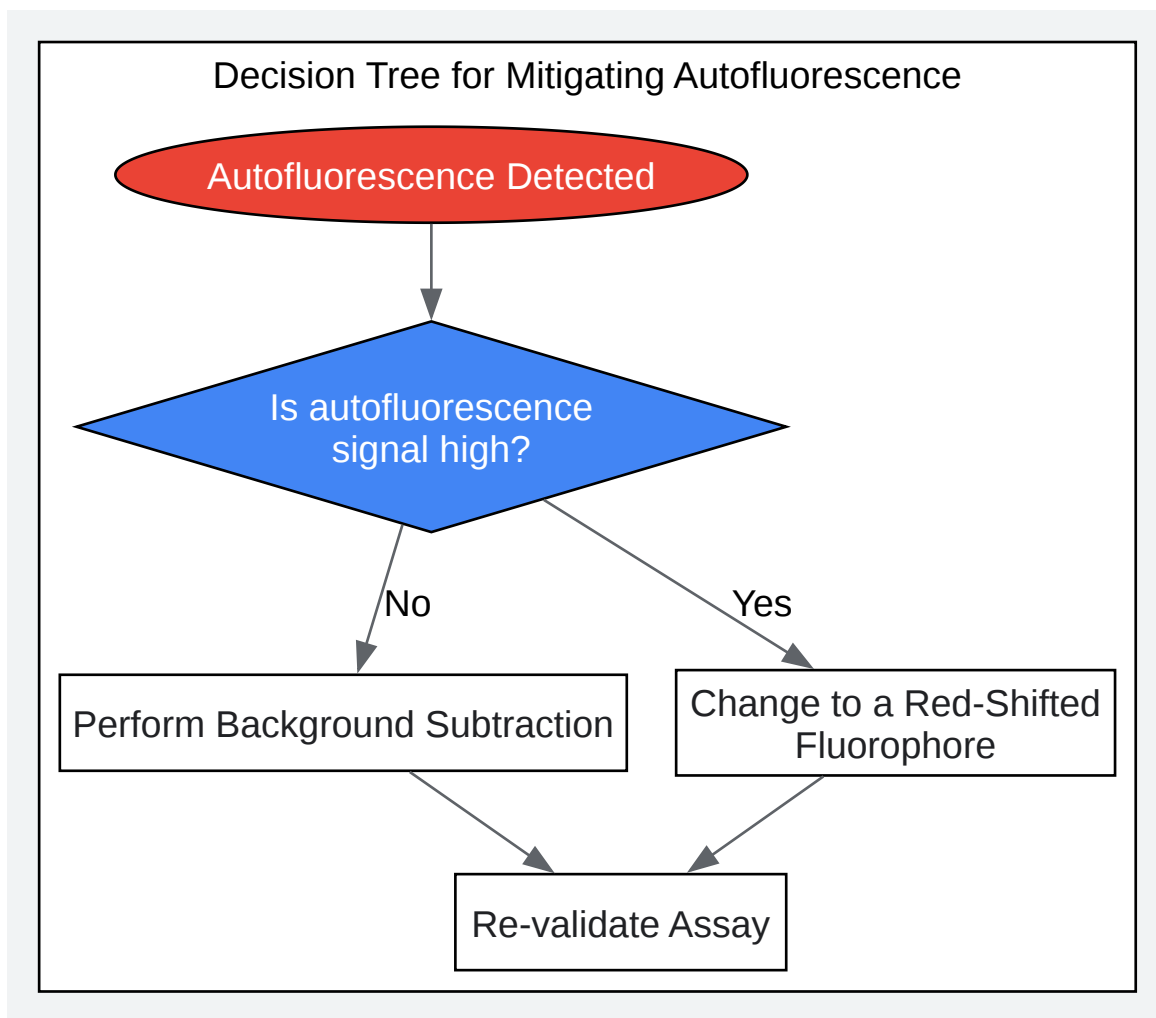 Decision Tree for Mitigating Autofluorescence
Autofluorescence Detected
Is autofluorescence
signal high?
No
Yes
Perform Background Subtraction
Change to a Red-Shifted
Fluorophore
Re-validate Assay